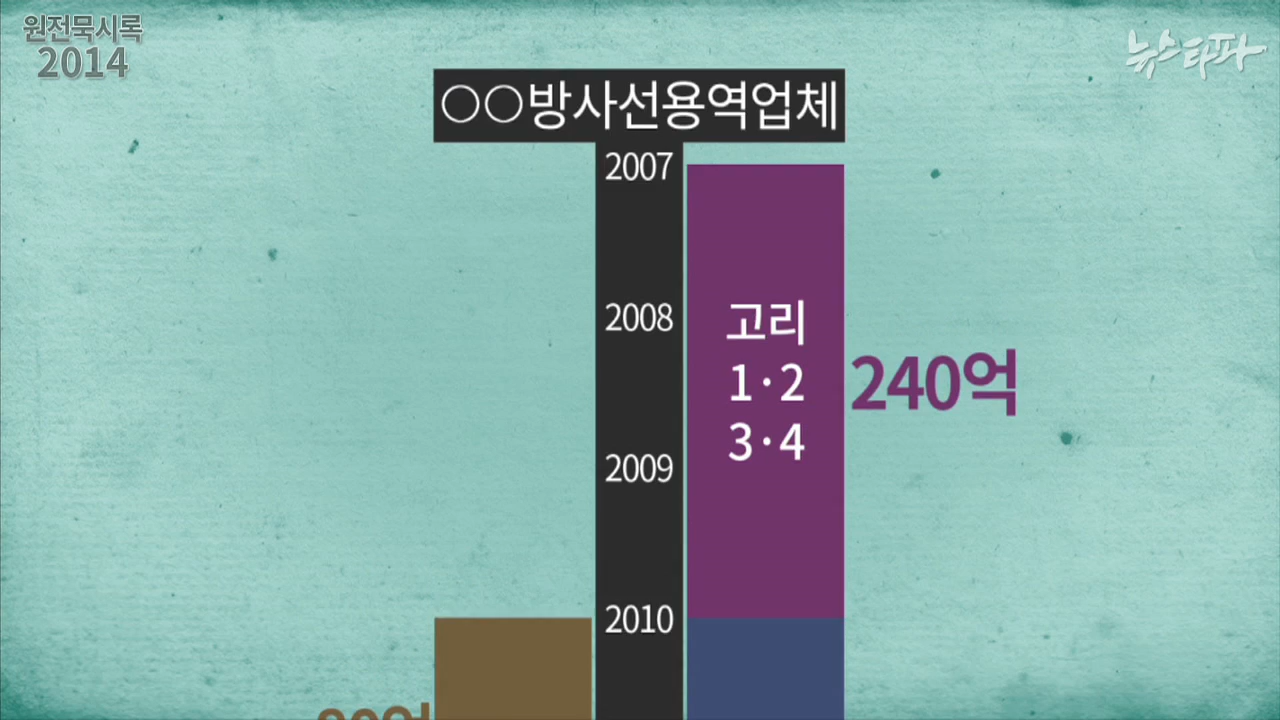 원전묵시록
2014
뉴스타파
○○방사선용역업체
2007
2008
2009
2010
고리
1·2
3·4
240억